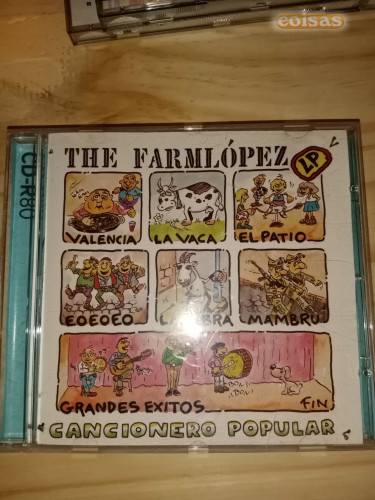 eoisas
CD-R80
THE FARMLÓPEZ
LP
VALENCIA
LA VACA
EL PATIO
EOEOEO
MAMBRU
GRANDES EXITOS
FIN
CANCIONERO POPULAR